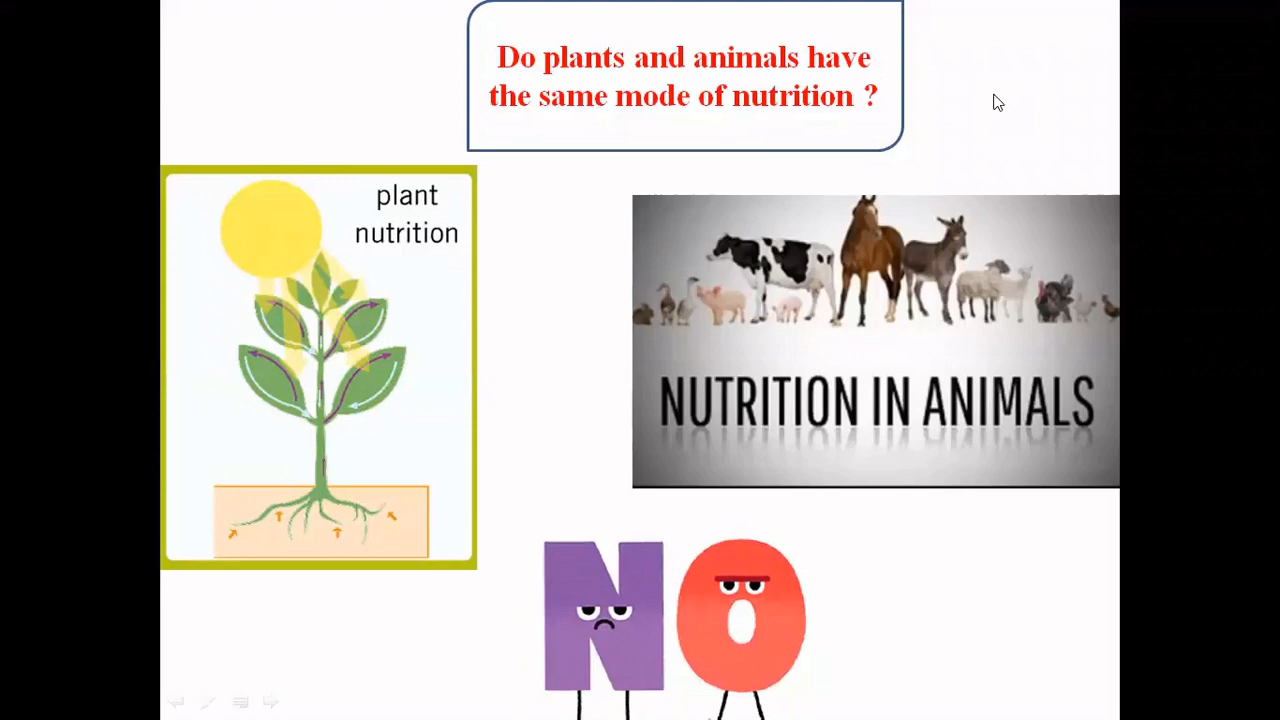 Do plants and animals have
the same mode of nutrition ?
plant
nutrition
NUTRITION IN ANIMALS
NO